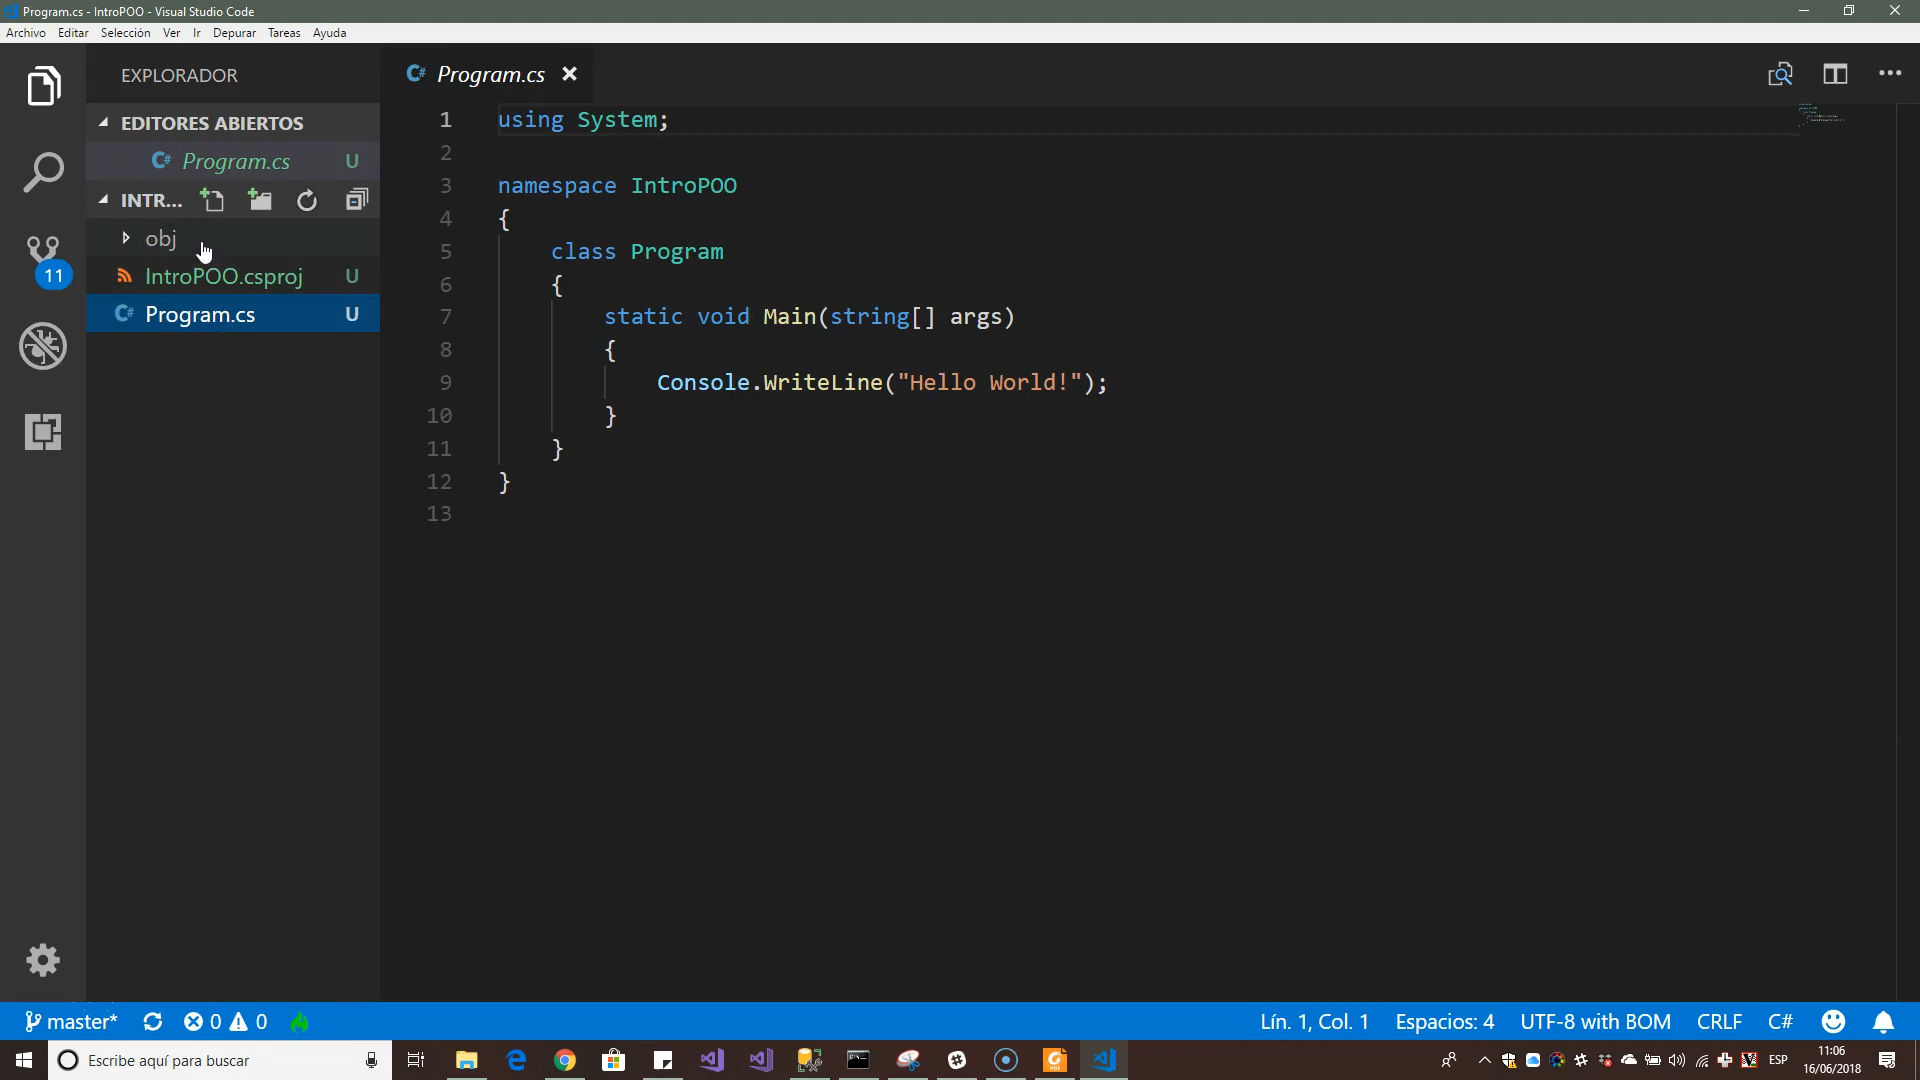 Program.cs - IntroPOO - Visual Studio Code
Archivo Editar Selección Ver Ir Depurar Tareas Ayuda
EXPLORADOR
EDITORES ABIERTOS
C# Program.cs U
INTR...
obj
IntroPOO.csproj U
C# Program.cs U
11
C# Program.cs
1 using System;
2
3 namespace IntroPOO
4 {
5 class Program
6 {
7 static void Main(string[] args)
8 {
9 Console.WriteLine("Hello World!");
10 }
11 }
12 }
13
master* 0 0 Lín. 1, Col. 1 Espacios: 4 UTF-8 with BOM CRLF C#
Escribe aquí para buscar
ESP
11:06
16/06/2018